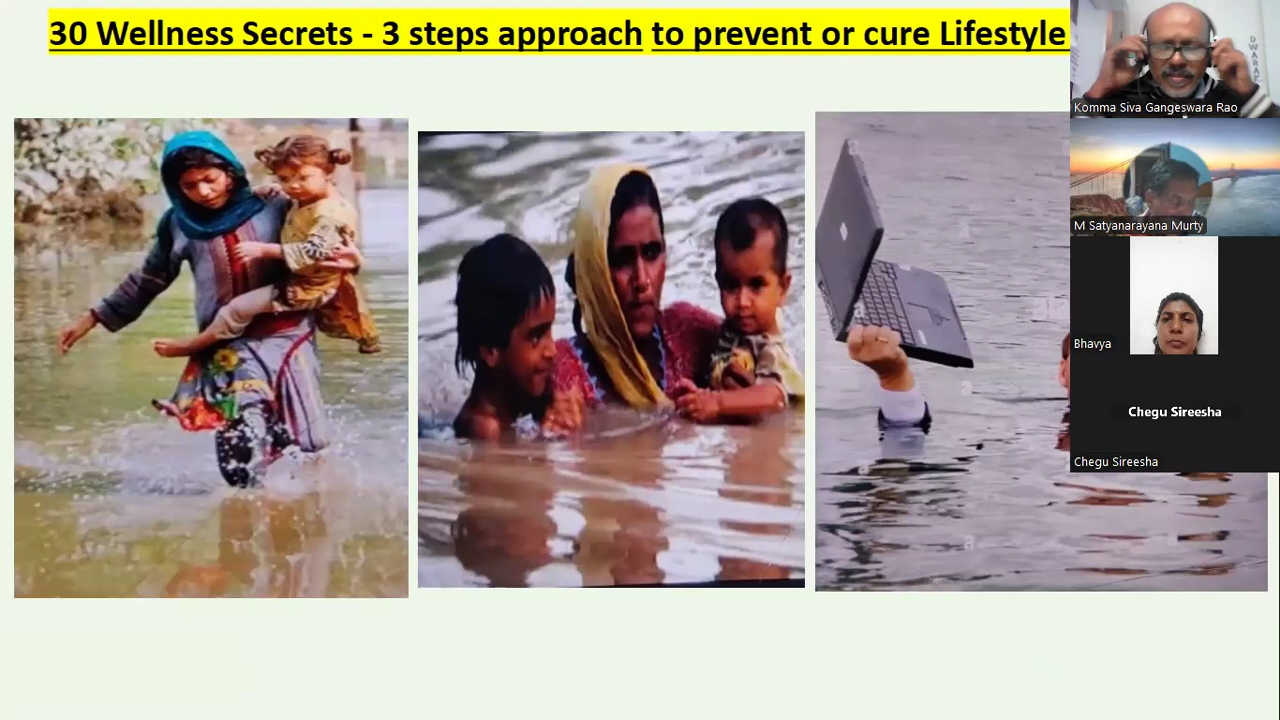 30 Wellness Secrets - 3 steps approach to prevent or cure Lifestyle
Komma Siva Gangeswara Rao
M Satyanarayana Murty
Bhavya
Chegu Sireesha
Chegu Sireesha